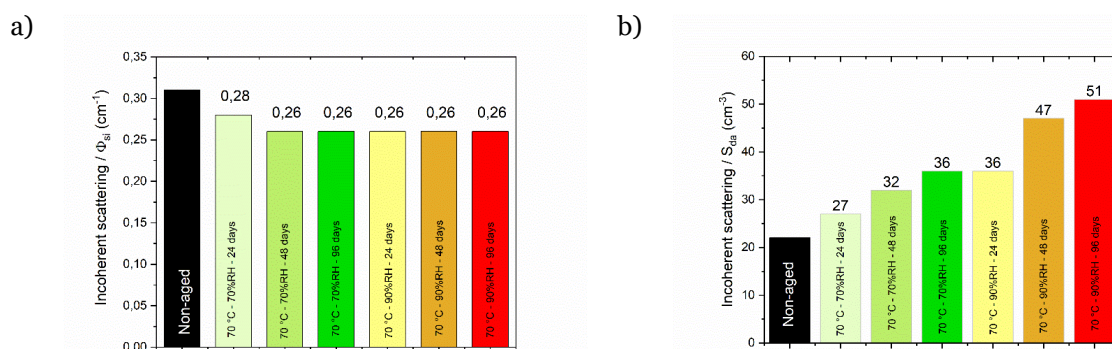 a)
Incoherent scattering / Φsi (cm⁻¹)
0,35
0,30
0,25
0,20
0,15
0,10
0,05
0,00
0,28
0,26
0,26
0,26
0,26
0,26
Non-aged
70 °C - 70%RH - 24 days
70 °C - 70%RH - 48 days
70 °C - 70%RH - 96 days
70 °C - 90%RH - 24 days
70 °C - 90%RH - 48 days
70 °C - 90%RH - 96 days
b)
Incoherent scattering / Sda (cm⁻³)
60
50
40
30
20
10
0
27
32
36
36
47
51
Non-aged
70 °C - 70%RH - 24 days
70 °C - 70%RH - 48 days
70 °C - 70%RH - 96 days
70 °C - 90%RH - 24 days
70 °C - 90%RH - 48 days
70 °C - 90%RH - 96 days